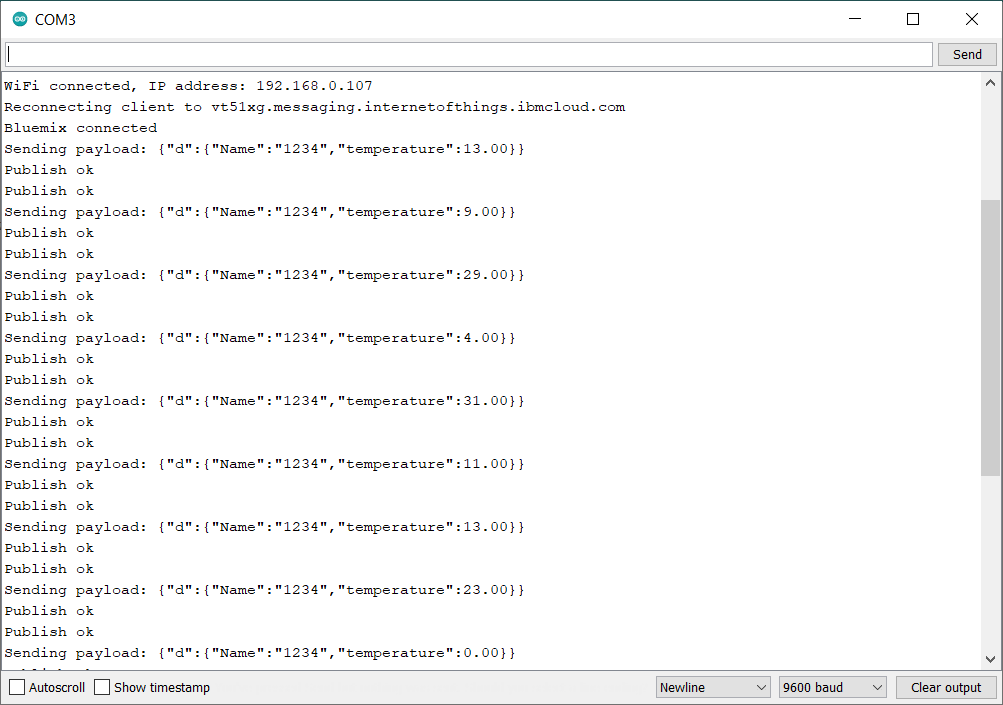 COM3
Send
WiFi connected, IP address: 192.168.0.107
Reconnecting client to vt51xg.messaging.internetofthings.ibmcloud.com
Bluemix connected
Sending payload: {"d":{"Name":"1234","temperature":13.00}}
Publish ok
Publish ok
Sending payload: {"d":{"Name":"1234","temperature":9.00}}
Publish ok
Publish ok
Sending payload: {"d":{"Name":"1234","temperature":29.00}}
Publish ok
Publish ok
Sending payload: {"d":{"Name":"1234","temperature":4.00}}
Publish ok
Publish ok
Sending payload: {"d":{"Name":"1234","temperature":31.00}}
Publish ok
Publish ok
Sending payload: {"d":{"Name":"1234","temperature":11.00}}
Publish ok
Publish ok
Sending payload: {"d":{"Name":"1234","temperature":13.00}}
Publish ok
Publish ok
Sending payload: {"d":{"Name":"1234","temperature":23.00}}
Publish ok
Publish ok
Sending payload: {"d":{"Name":"1234","temperature":0.00}}
Autoscroll Show timestamp Newline 9600 baud Clear output